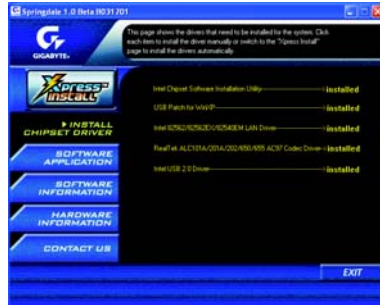 Springdale 1.0 Beta B031701
GIGABYTE
This page shows the drivers that need to be installed for the system. Click
each item to install the driver manually or switch to the "Xpress Install"
page to install the drivers automatically.
Xpress
INSTALL
INSTALL
CHIPSET DRIVER
SOFTWARE
APPLICATION
SOFTWARE
INFORMATION
HARDWARE
INFORMATION
CONTACT US
Intel Chipset Software Installation Utility installed
USB Patch for WinXP installed
Intel 82562/82562EX/82540EM LAN Driver installed
RealTek ALC101A/201A/202/650/655 AC97 Codec Driver installed
Intel USB 2.0 Driver installed
EXIT